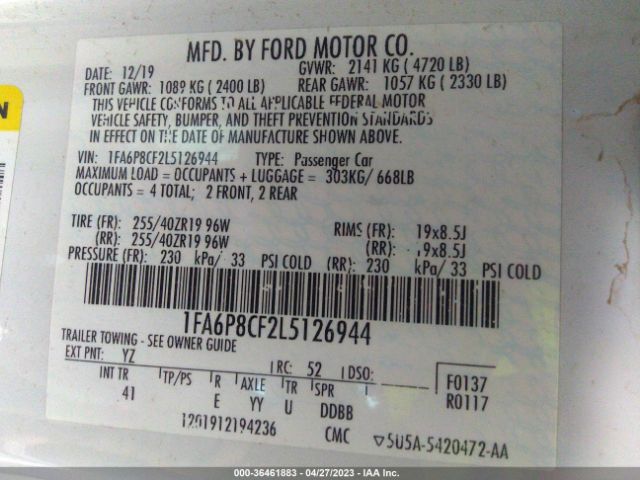 MFD. BY FORD MOTOR CO.
DATE: 12/19 GVWR: 2141 KG ( 4720 LB)
FRONT GAWR: 1089 KG ( 2400 LB) REAR GAWR: 1057 KG ( 2330 LB)
THIS VEHICLE CONFORMS TO ALL APPLICABLE FEDERAL MOTOR
VEHICLE SAFETY, BUMPER, AND THEFT PREVENTION STANDARDS
IN EFFECT ON THE DATE OF MANUFACTURE SHOWN ABOVE.
VIN: 1FA6P8CF2L5126944 TYPE: Passenger Car
MAXIMUM LOAD = OCCUPANTS + LUGGAGE = 303KG/ 668LB
OCCUPANTS = 4 TOTAL; 2 FRONT, 2 REAR
TIRE (FR): 255/40ZR19 96W RIMS (FR): 19x8.5J
(RR): 255/40ZR19 96W (RR): 19x8.5J
PRESSURE (FR): 230 kPa/ 33 PSI COLD (RR): 230 kPa/ 33 PSI COLD
1FA6P8CF2L5126944
TRAILER TOWING - SEE OWNER GUIDE
EXT PNT: YZ RC: 52 DSO: F0137
INT TR TP/PS R AXLE TR SPR R0117
41 E YY U DDBB
1201912194236 CMC 5U5A-5420472-AA
000-36461883 - 04/27/2023 - IAA Inc.